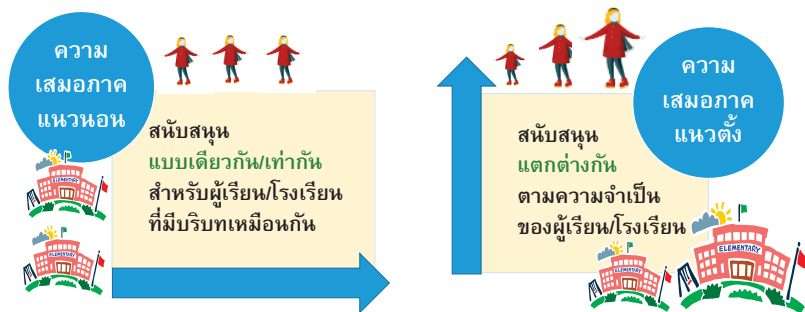 ความ
เสมอภาค
แนวนอน
สนับสนุน
แบบเดียวกัน/เท่ากัน
สำหรับผู้เรียน/โรงเรียน
ที่มีบริบทเหมือนกัน
ELEMENTARY
ELEMENTARY
ความ
เสมอภาค
แนวตั้ง
สนับสนุน
แตกต่างกัน
ตามความจำเป็น
ของผู้เรียน/โรงเรียน
ELEMENTARY
ELEMENTARY